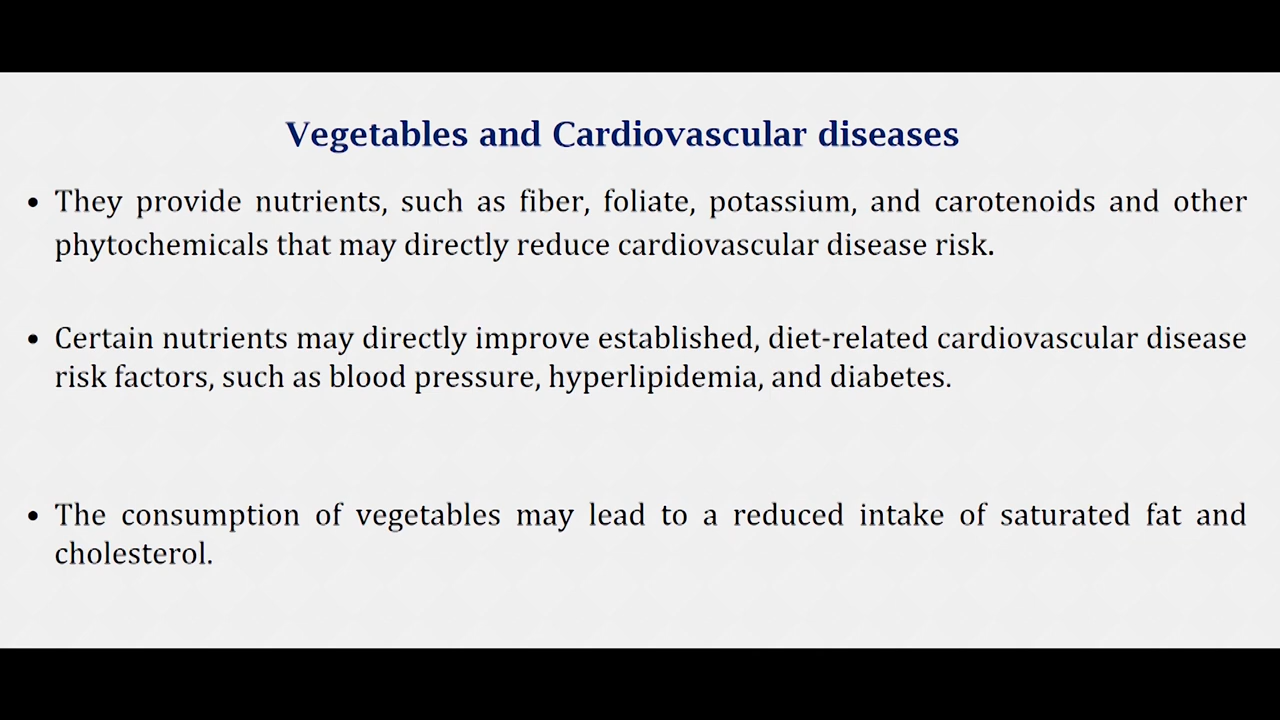 Vegetables and Cardiovascular diseases
• They provide nutrients, such as fiber, foliate, potassium, and carotenoids and other
phytochemicals that may directly reduce cardiovascular disease risk.
• Certain nutrients may directly improve established, diet-related cardiovascular disease
risk factors, such as blood pressure, hyperlipidemia, and diabetes.
• The consumption of vegetables may lead to a reduced intake of saturated fat and
cholesterol.